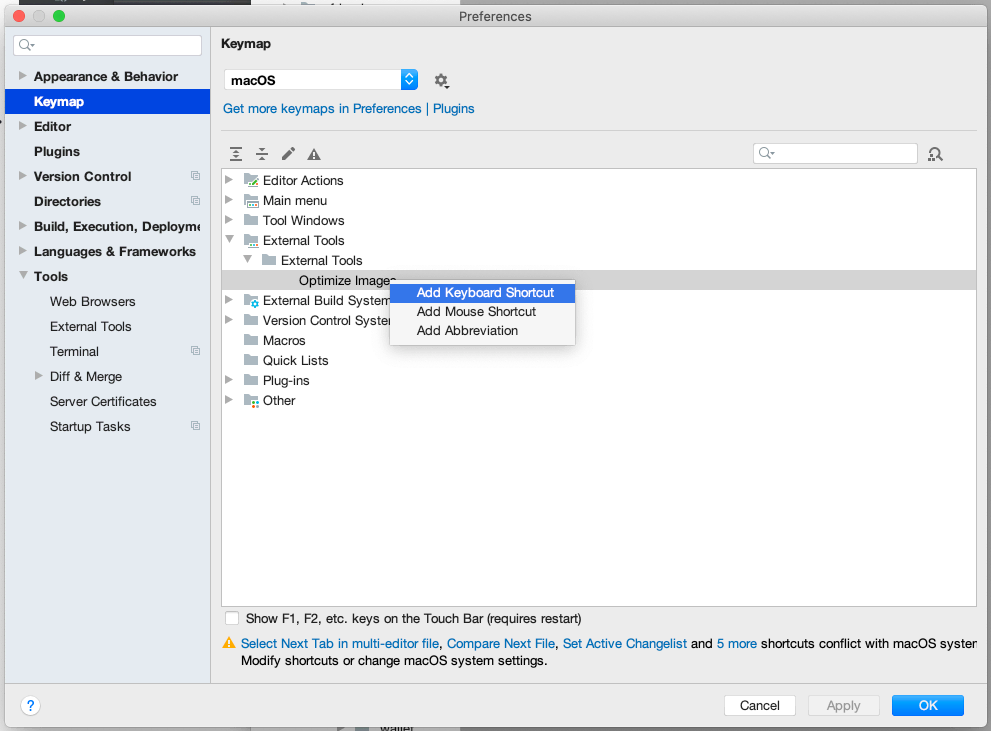 Preferences
Appearance & Behavior
Keymap
Editor
Plugins
Version Control
Directories
Build, Execution, Deployme
Languages & Frameworks
Tools
Web Browsers
External Tools
Terminal
Diff & Merge
Server Certificates
Startup Tasks
Keymap
macOS
Get more keymaps in Preferences | Plugins
Editor Actions
Main menu
Tool Windows
External Tools
External Tools
Optimize Images
Add Keyboard Shortcut
Add Mouse Shortcut
Add Abbreviation
External Build System
Version Control Syste
Macros
Quick Lists
Plug-ins
Other
Show F1, F2, etc. keys on the Touch Bar (requires restart)
Select Next Tab in multi-editor file, Compare Next File, Set Active Changelist and 5 more shortcuts conflict with macOS system
Modify shortcuts or change macOS system settings.
?
Cancel
Apply
OK
wallet